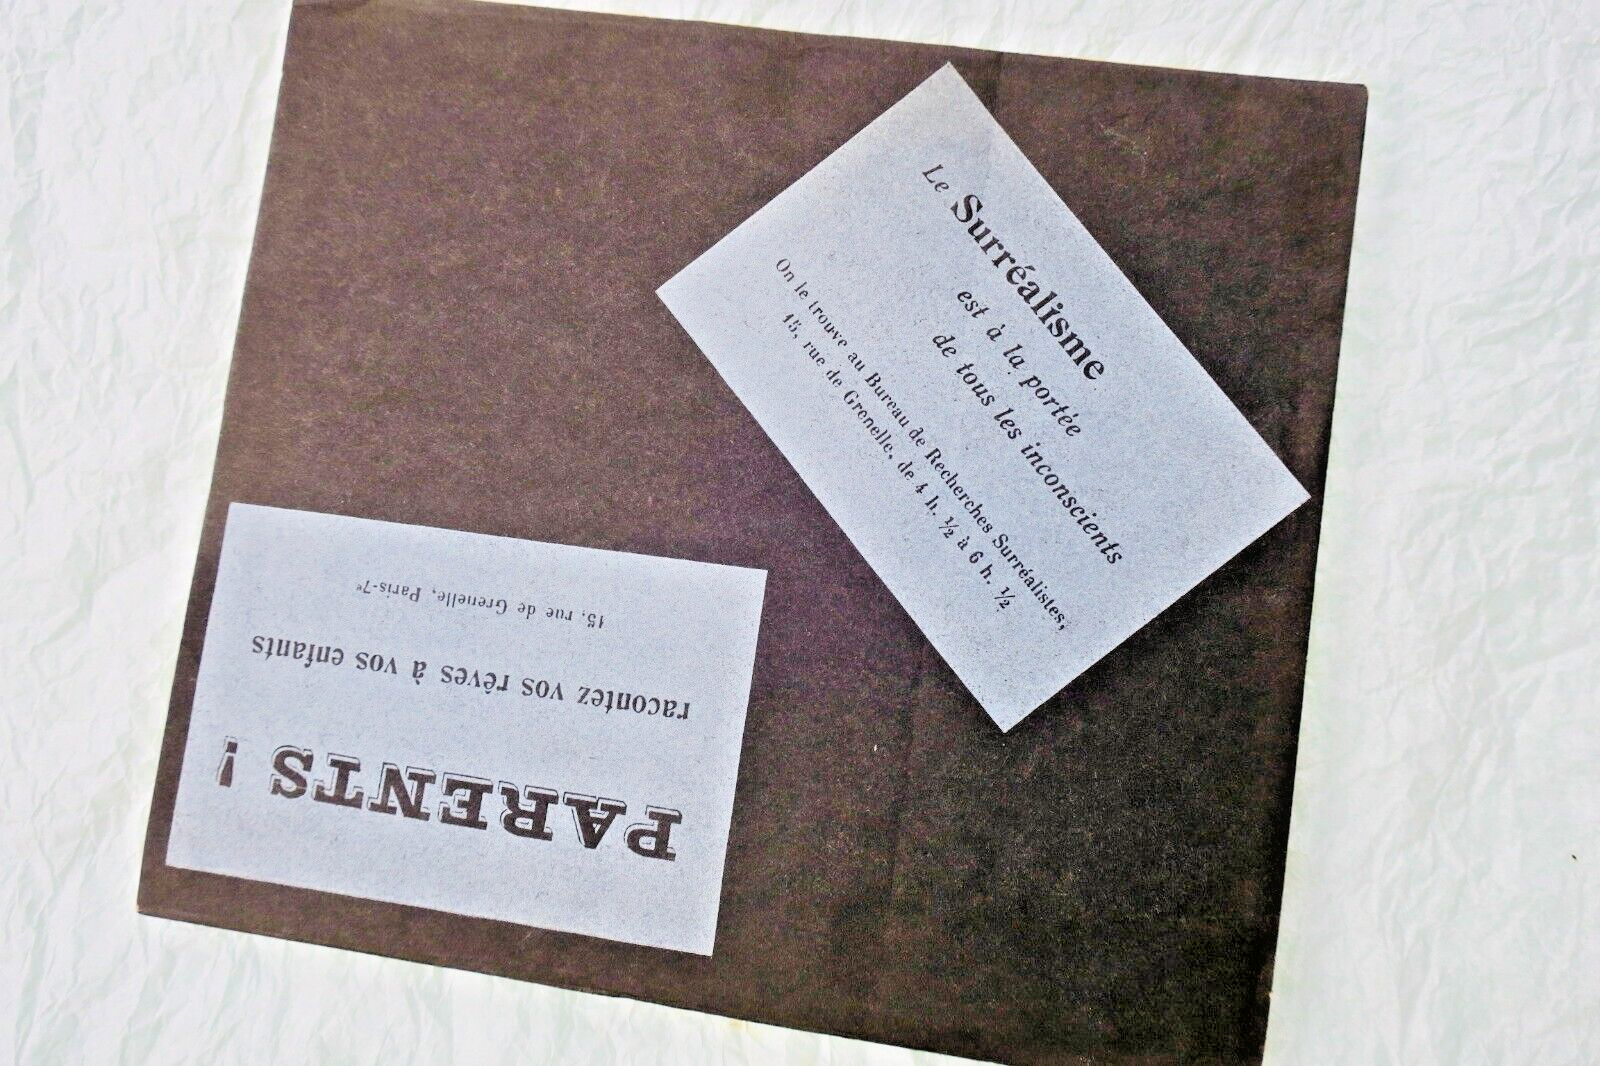 Le Surréalisme
est à la portée
de tous les inconscients
On le trouve au Bureau de Recherches Surréalistes,
15, rue de Grenelle, de 4 h. ½ à 6 h. ½
PARENTS !
racontez vos rêves à vos enfants
15, rue de Grenelle, Paris-7e